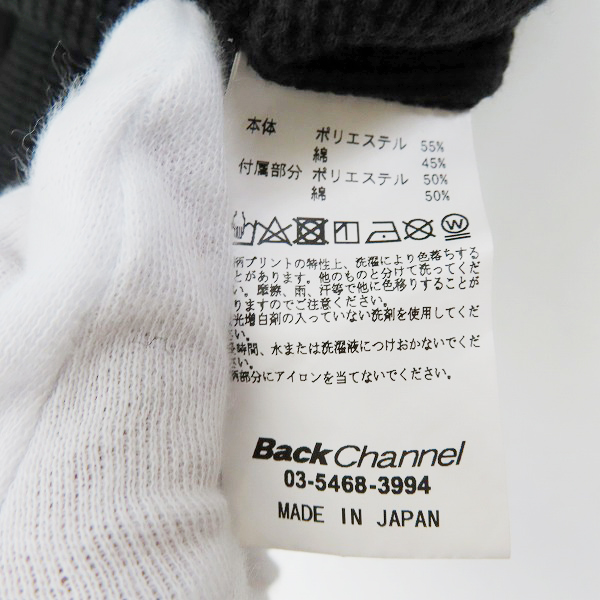 本体 ポリエステル 55%
綿 45%
付属部分 ポリエステル 50%
綿 50%
柄プリントの特性上、洗濯により色落ちする
とがあります。他のものと分けて洗ってくだ
い。摩擦、雨、汗等で他に色移りすることが
りますのでご注意ください。
光増白剤の入っていない洗剤を使用してくだ
い。
時間、水または洗濯液につけおかないでくだ
い。
柄部分にアイロンを当てないでください。
BackChannel
03-5468-3994
MADE IN JAPAN